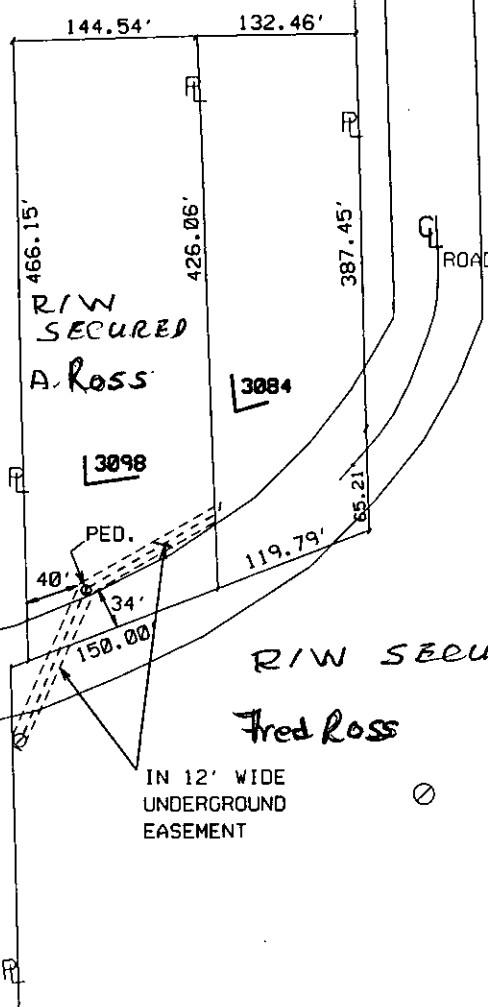 144.54'
132.46'
PL
PL
466.15'
426.06'
387.45'
CL
ROAD
R/W
SECURED
A. Ross
3084
3098
PL
PED.
65.21'
119.79'
40'
34'
150.00'
R/W SECU
Fred Ross
IN 12' WIDE
UNDERGROUND
EASEMENT
PL